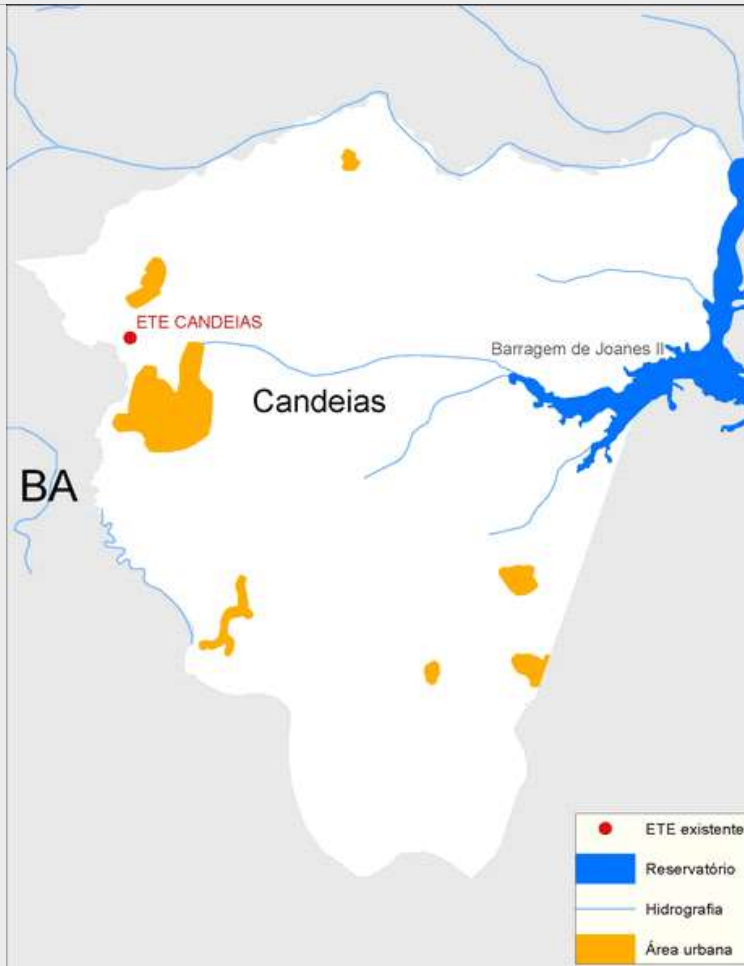 ETE CANDEIAS
Barragem de Joanes II
Candeias
BA
ETE existente
Reservatório
Hidrografia
Área urbana